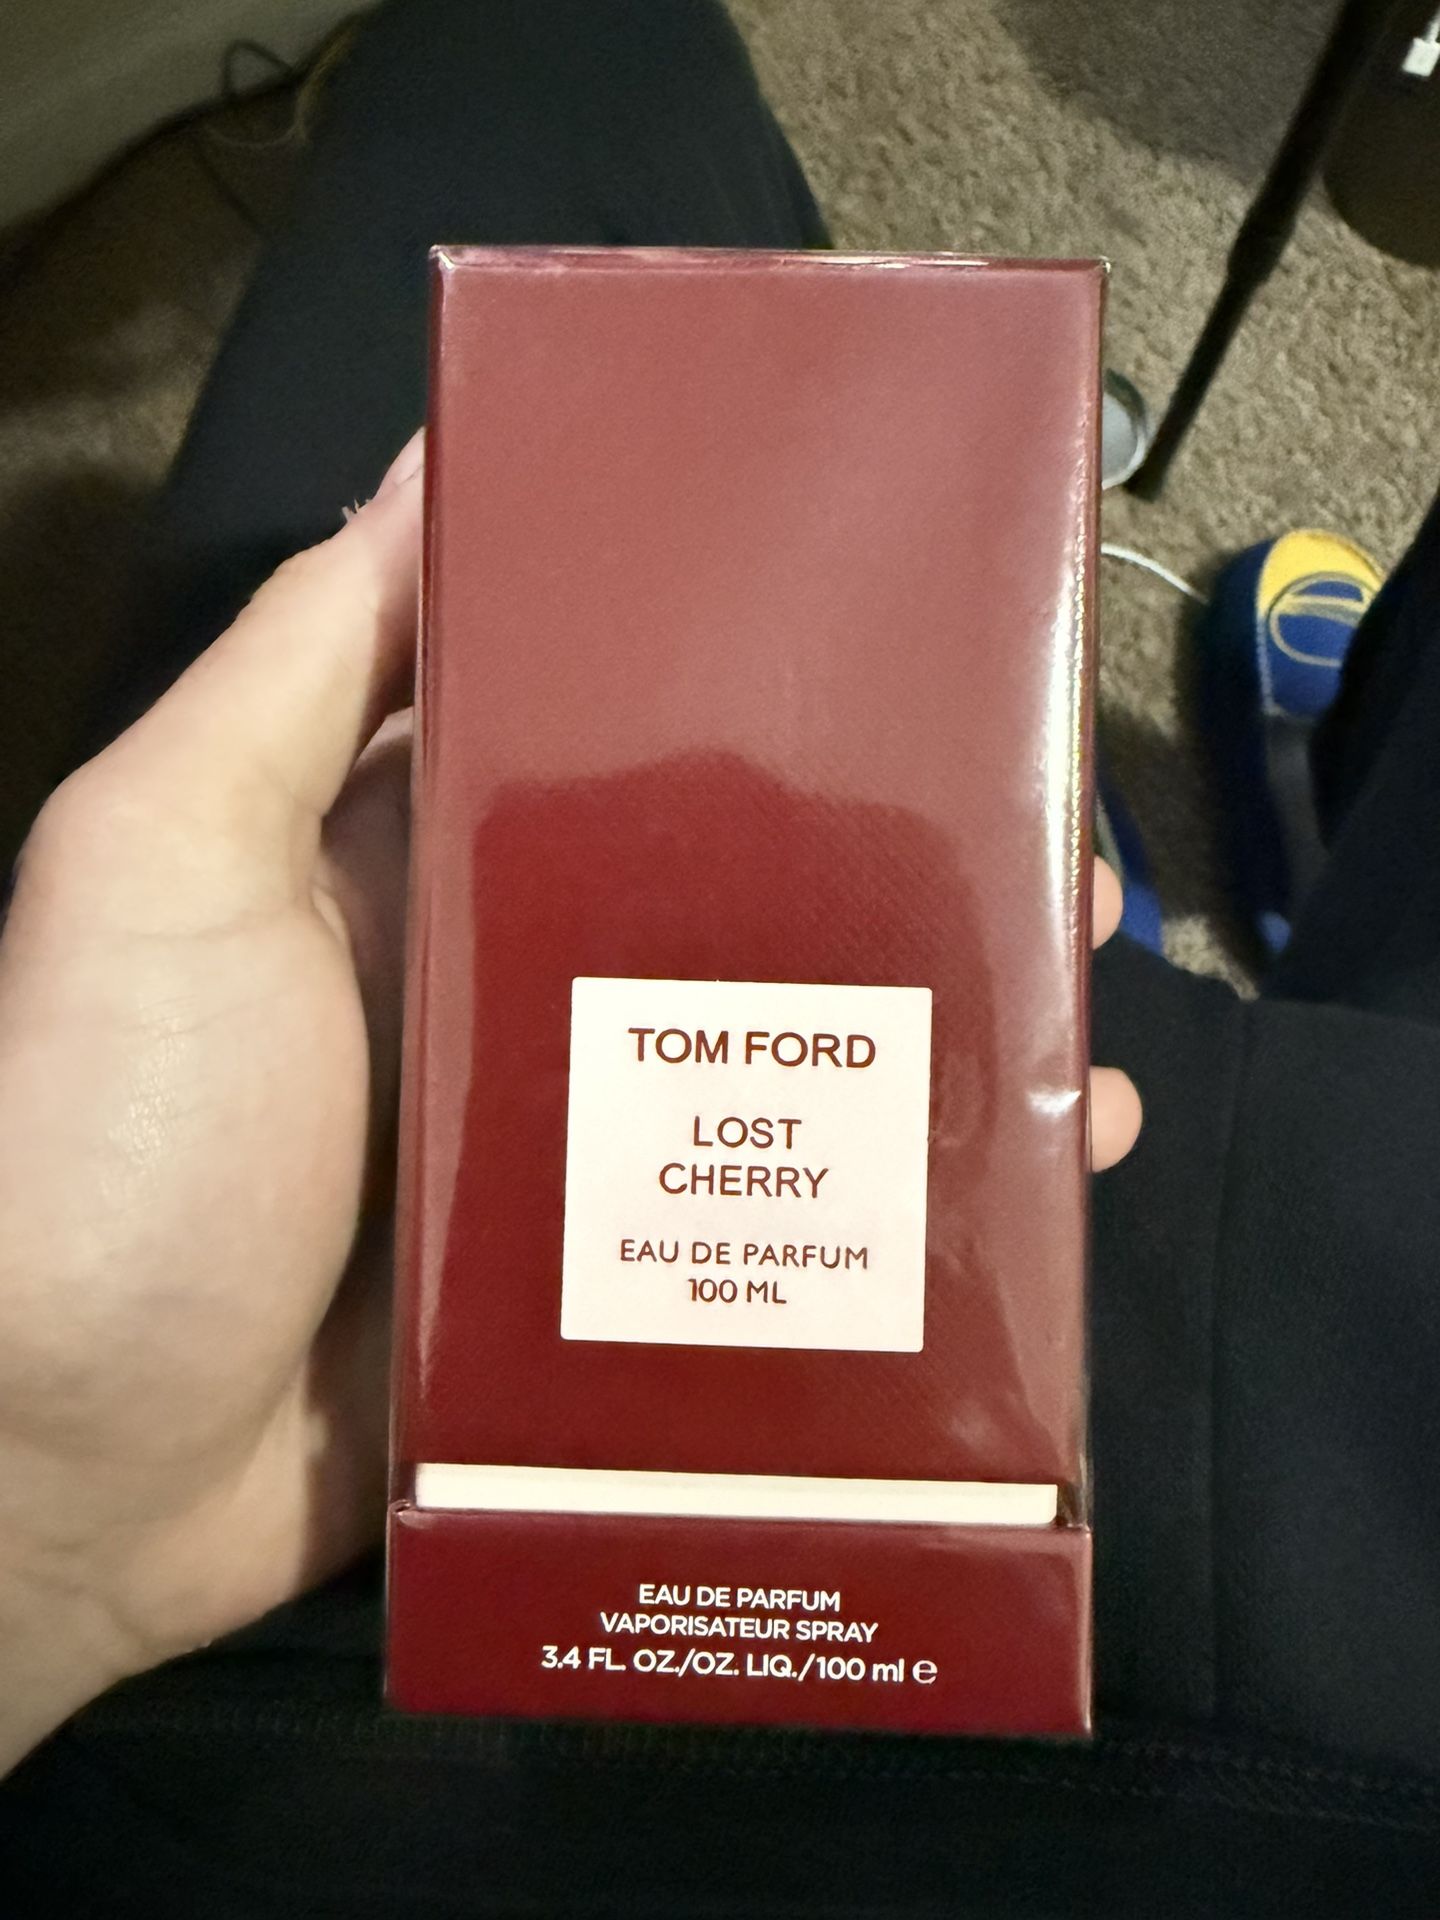 TOM FORD
LOST
CHERRY
EAU DE PARFUM
100 ML
EAU DE PARFUM
VAPORISATEUR SPRAY
3.4 FL. OZ./OZ. LIQ./100 ml ℮